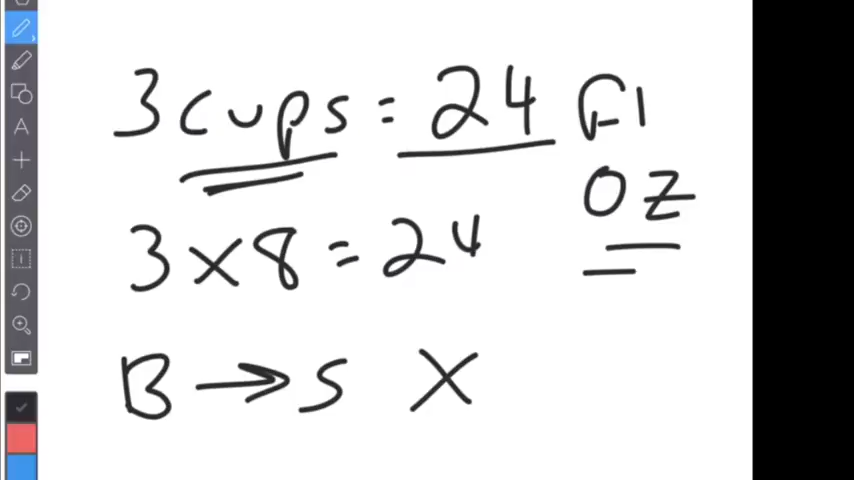 3 cups = 24 Fl
OZ
3 x 8 = 24
B → S X